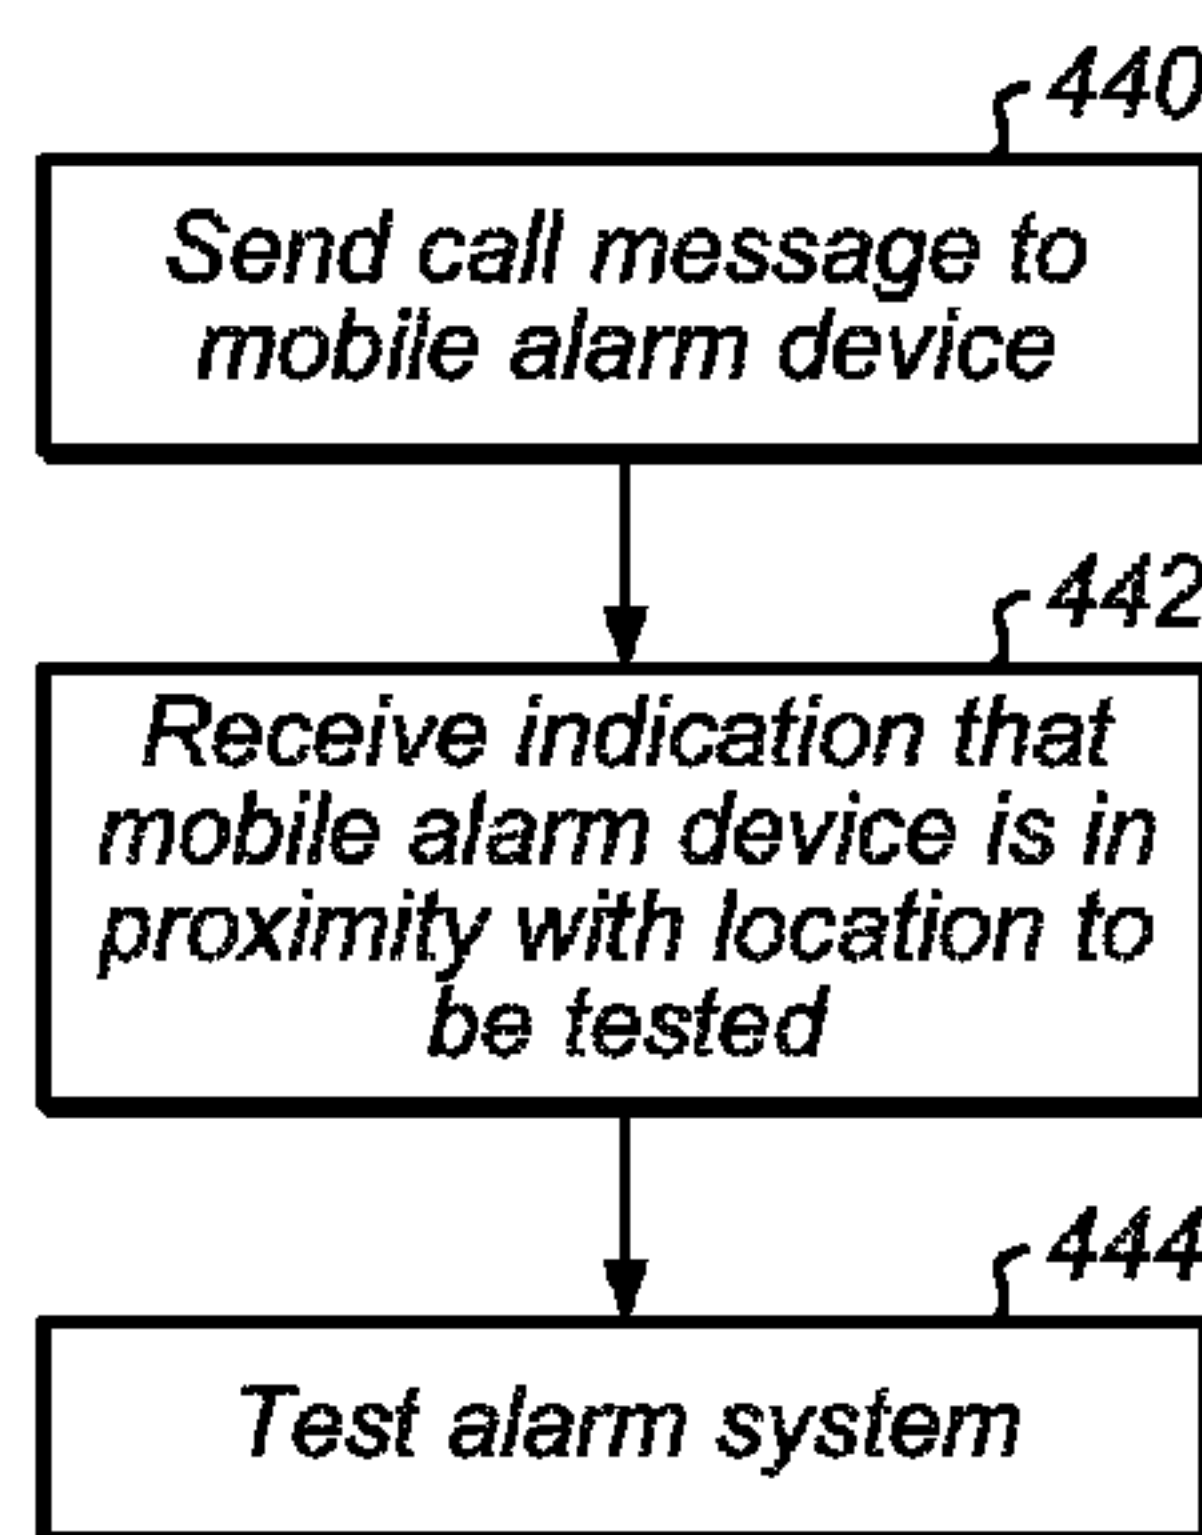 440
Send call message to
mobile alarm device
442
Receive indication that
mobile alarm device is in
proximity with location to
be tested
444
Test alarm system